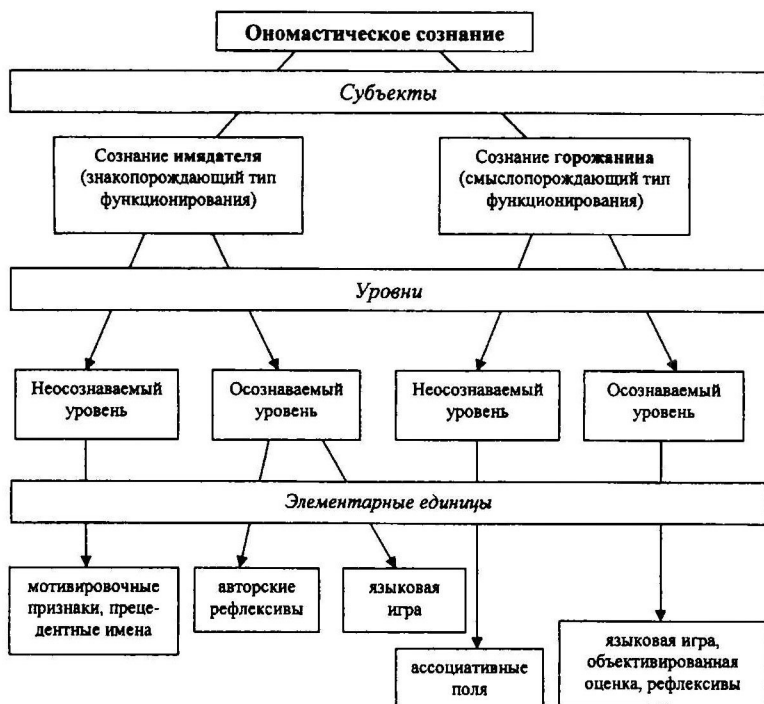 Ономастическое сознание
Субъекты
Сознание имядателя
(знакопорождающий тип
функционирования)
Сознание горожанина
(смыслопорождающий тип
функционирования)
Уровни
Неосознаваемый
уровень
Осознаваемый
уровень
Неосознаваемый
уровень
Осознаваемый
уровень
Элементарные единицы
мотивировочные
признаки, преце-
дентные имена
авторские
рефлексивы
языковая
игра
ассоциативные
поля
языковая игра,
объективированная
оценка, рефлексивы